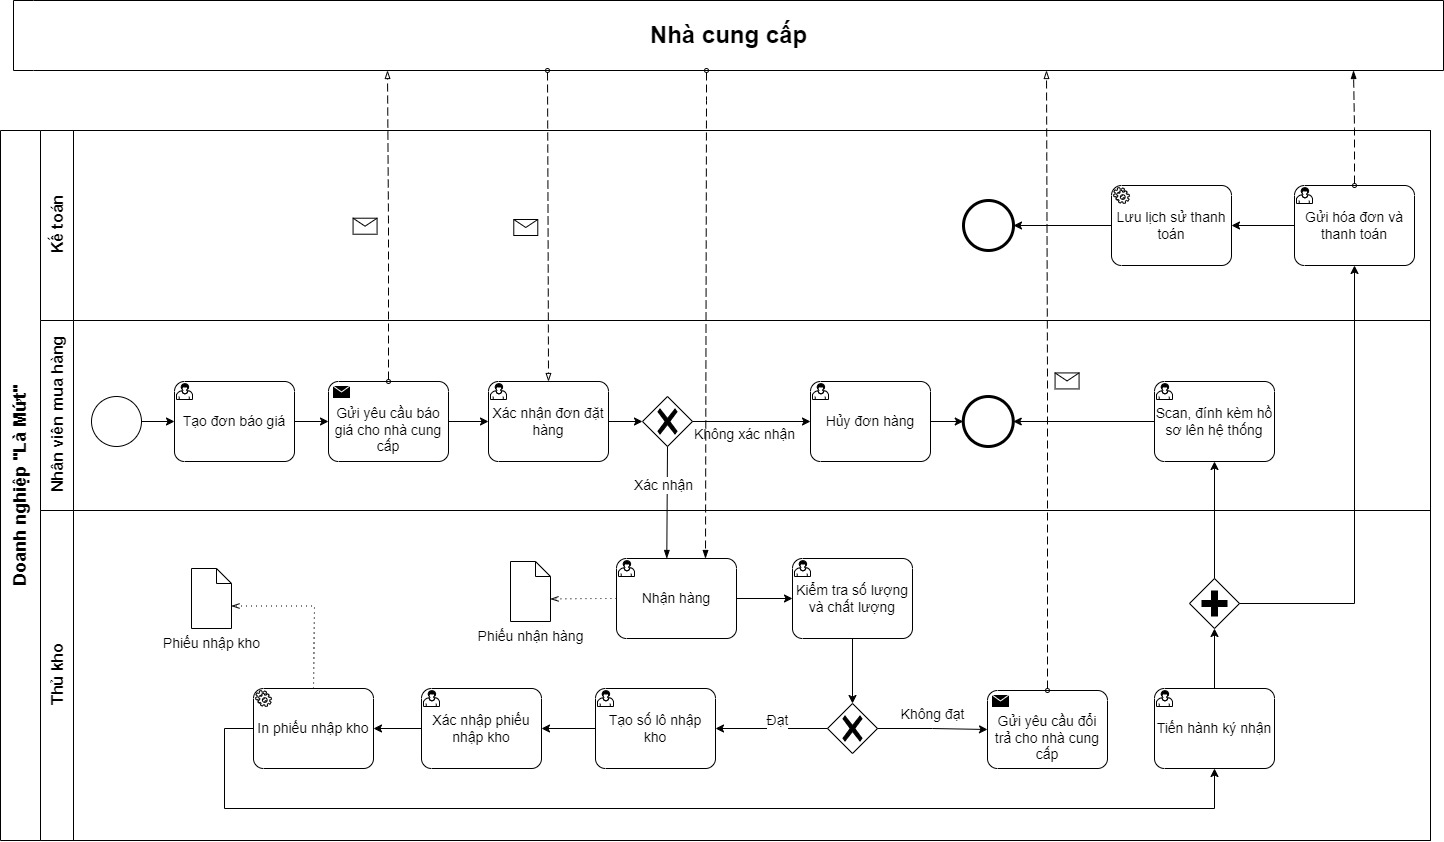 Nhà cung cấp
Doanh nghiệp "Là Mứt"
Kế toán
Lưu lịch sử thanh
toán
Gửi hóa đơn và
thanh toán
Nhân viên mua hàng
Tạo đơn báo giá
Gửi yêu cầu báo
giá cho nhà cung
cấp
Xác nhận đơn đặt
hàng
Không xác nhận
Xác nhận
Hủy đơn hàng
Scan, đính kèm hồ
sơ lên hệ thống
Thủ kho
Phiếu nhập kho
Phiếu nhận hàng
Nhận hàng
Kiểm tra số lượng
và chất lượng
In phiếu nhập kho
Xác nhập phiếu
nhập kho
Tạo số lô nhập
kho
Đạt
Không đạt
Gửi yêu cầu đổi
trả cho nhà cung
cấp
Tiến hành ký nhận